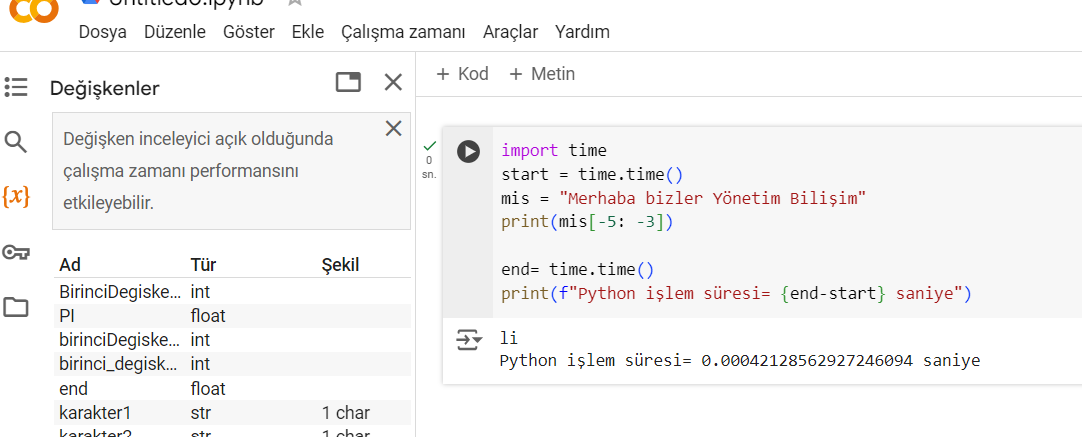 Dosya Düzenle Göster Ekle Çalışma zamanı Araçlar Yardım
Değişkenler
Değişken inceleyici açık olduğunda
çalışma zamanı performansını
etkileyebilir.
Ad Tür Şekil
BirinciDegiske... int
PI float
birinciDegiske... int
birinci_degisk... int
end float
karakter1 str 1 char
karakter2 str 1 char
+ Kod + Metin
0
sn.
import time
start = time.time()
mis = "Merhaba bizler Yönetim Bilişim"
print(mis[-5: -3])
end= time.time()
print(f"Python işlem süresi= {end-start} saniye")
li
Python işlem süresi= 0.00042128562927246094 saniye